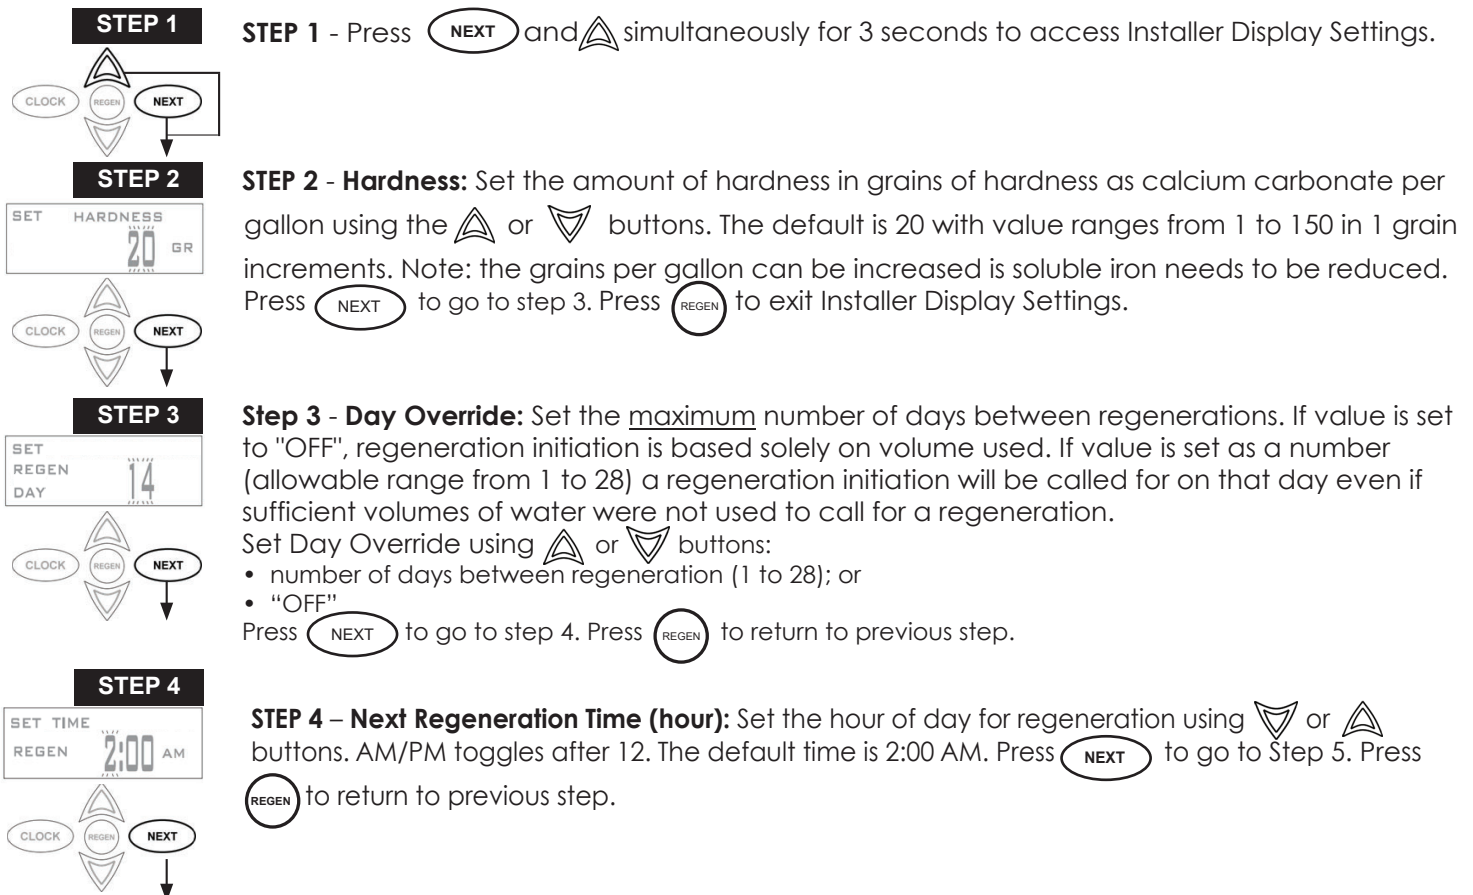 STEP 1
STEP 1 - Press NEXT and simultaneously for 3 seconds to access Installer Display Settings.
CLOCK REGEN NEXT
STEP 2
STEP 2 - Hardness: Set the amount of hardness in grains of hardness as calcium carbonate per
gallon using the or buttons. The default is 20 with value ranges from 1 to 150 in 1 grain
increments. Note: the grains per gallon can be increased is soluble iron needs to be reduced.
Press NEXT to go to step 3. Press REGEN to exit Installer Display Settings.
SET HARDNESS
20 GR
CLOCK REGEN NEXT
STEP 3
Step 3 - Day Override: Set the maximum number of days between regenerations. If value is set
to "OFF", regeneration initiation is based solely on volume used. If value is set as a number
(allowable range from 1 to 28) a regeneration initiation will be called for on that day even if
sufficient volumes of water were not used to call for a regeneration.
Set Day Override using or buttons:
• number of days between regeneration (1 to 28); or
• “OFF”
Press NEXT to go to step 4. Press REGEN to return to previous step.
SET
REGEN 14
DAY
CLOCK REGEN NEXT
STEP 4
STEP 4 – Next Regeneration Time (hour): Set the hour of day for regeneration using or
buttons. AM/PM toggles after 12. The default time is 2:00 AM. Press NEXT to go to Step 5. Press
REGEN to return to previous step.
SET TIME
REGEN 2:00 AM
CLOCK REGEN NEXT